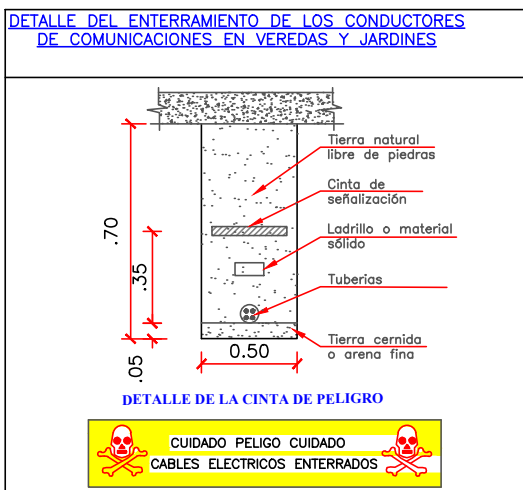 DETALLE DEL ENTERRAMIENTO DE LOS CONDUCTORES
DE COMUNICACIONES EN VEREDAS Y JARDINES
Tierra natural
libre de piedras
Cinta de
señalización
.70
Ladrillo o material
sólido
.35
Tuberias
Tierra cernida
o arena fina
0.50
.05
DETALLE DE LA CINTA DE PELIGRO
CUIDADO PELIGO CUIDADO
CABLES ELECTRICOS ENTERRADOS